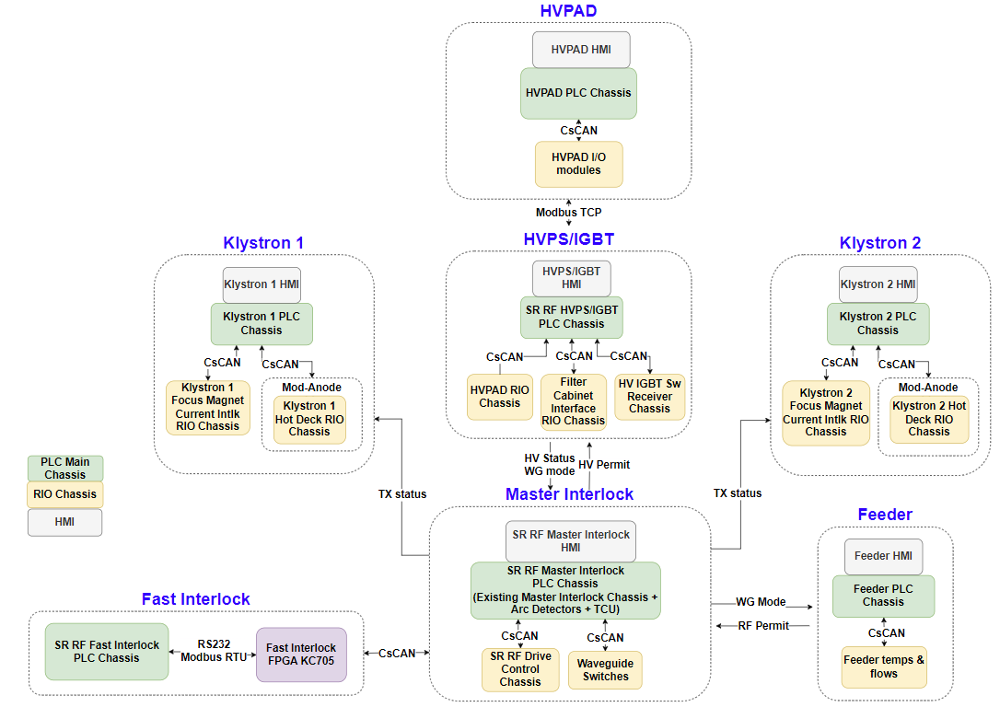 HVPAD
HVPAD HMI
HVPAD PLC Chassis
CsCAN
HVPAD I/O
modules
Modbus TCP
Klystron 1
Klystron 1 HMI
Klystron 1 PLC
Chassis
CsCAN
CsCAN
Klystron 1
Focus Magnet
Current Intlk
RIO Chassis
Mod-Anode
Klystron 1
Hot Deck RIO
Chassis
HVPS/IGBT
HVPS/IGBT
HMI
SR RF HVPS/IGBT
PLC Chassis
CsCAN
CsCAN
CsCAN
HVPAD RIO
Chassis
Filter
Cabinet
Interface
RIO Chassis
HV IGBT Sw
Receiver
Chassis
Klystron 2
Klystron 2 HMI
Klystron 2 PLC
Chassis
CsCAN
CsCAN
Klystron 2
Focus Magnet
Current Intlk RIO
Chassis
Mod-Anode
Klystron 2 Hot
Deck RIO
Chassis
PLC Main
Chassis
RIO Chassis
HMI
HV Status
WG mode
HV Permit
TX status
TX status
Master Interlock
SR RF Master Interlock
HMI
SR RF Master Interlock
PLC Chassis
(Existing Master Interlock Chassis +
Arc Detectors + TCU)
CsCAN
CsCAN
SR RF Drive
Control
Chassis
Waveguide
Switches
WG Mode
RF Permit
Feeder
Feeder HMI
Feeder PLC
Chassis
CsCAN
Feeder temps &
flows
Fast Interlock
SR RF Fast Interlock
PLC Chassis
RS232
Modbus RTU
Fast Interlock
FPGA KC705
CsCAN